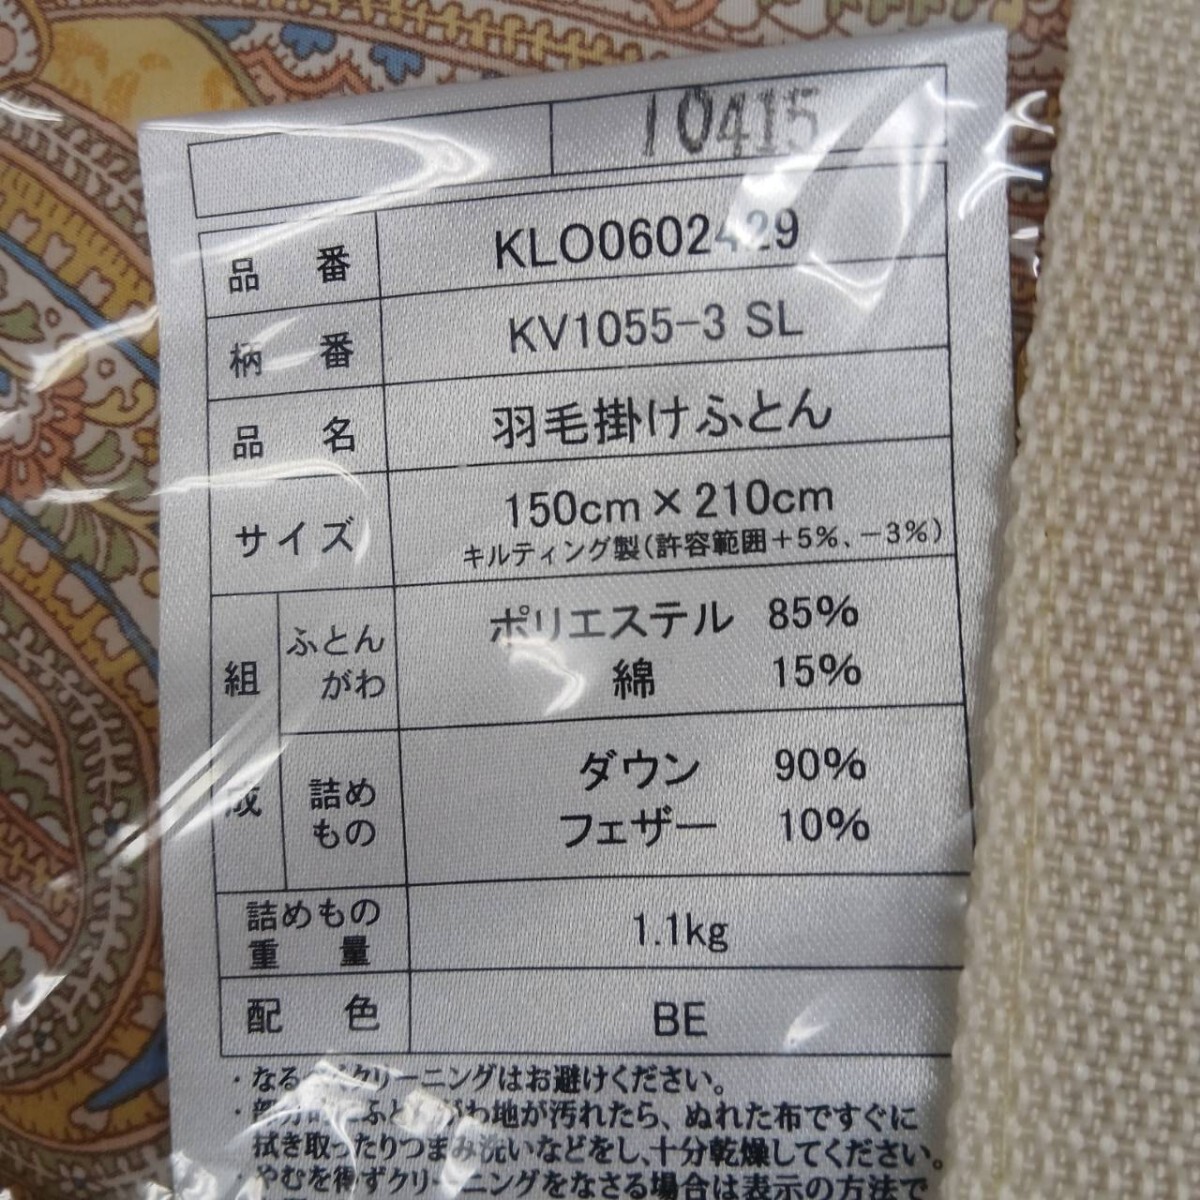 10415
品番 KLO0602429
柄番 KV1055-3 SL
品名 羽毛掛けふとん
サイズ 150cm×210cm
キルティング製(許容範囲+5%、-3%)
組成
ふとんがわ
ポリエステル 85%
綿 15%
詰めもの
ダウン 90%
フェザー 10%
詰めもの重量 1.1kg
配色 BE
・なるべくクリーニングはお避けください。
・部分的にふとんがわ地が汚れたら、ぬれた布ですぐに
拭き取ったりつまみ洗いなどをし、十分乾燥してください。
・やむを得ずクリーニングをなさる場合は表示の方法で